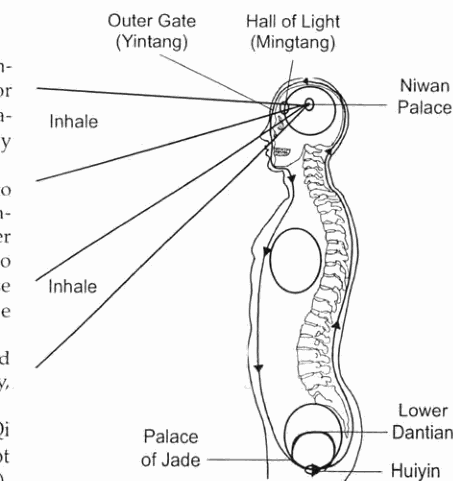 Outer Gate
(Yintang)
Hall of Light
(Mingtang)
Niwan
Palace
Inhale
Inhale
Lower
Dantian
Palace
of Jade
Huiyin